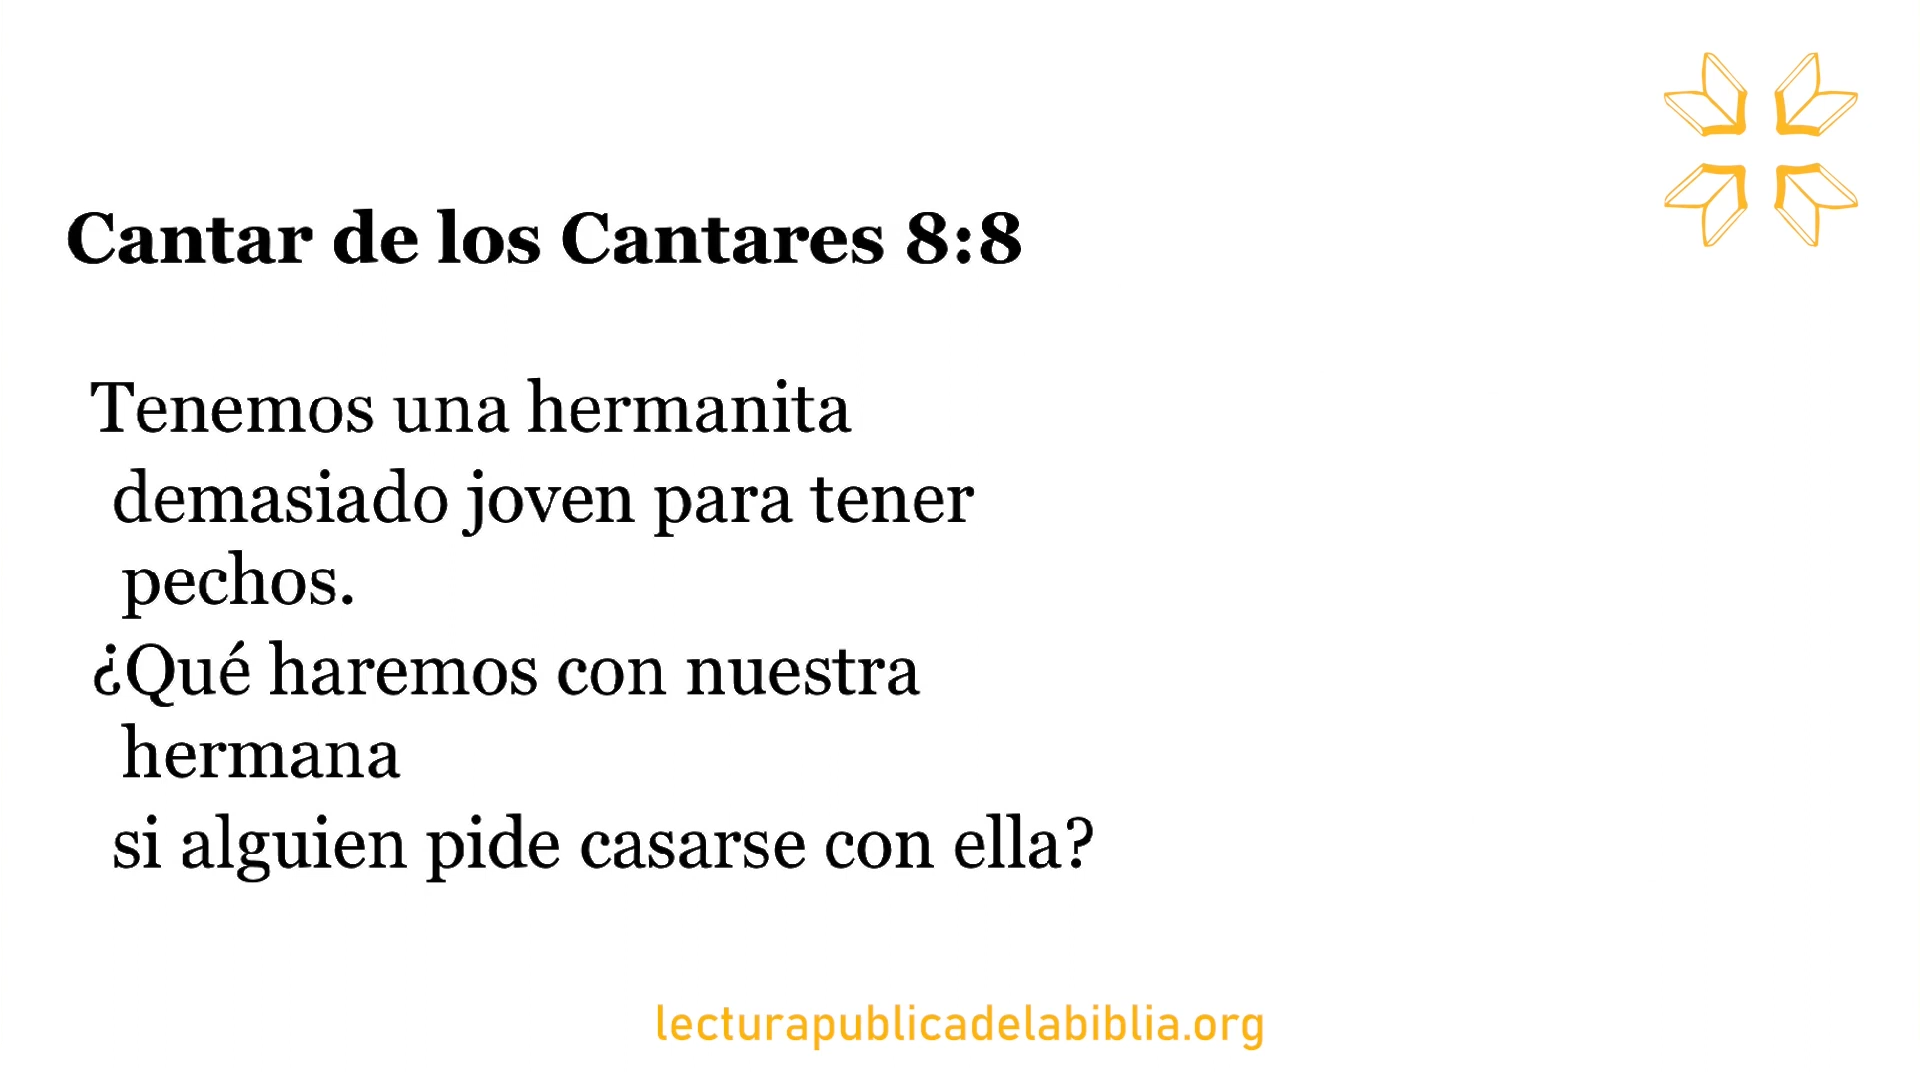 Cantar de los Cantares 8:8
Tenemos una hermanita
demasiado joven para tener
pechos.
¿Qué haremos con nuestra
hermana
si alguien pide casarse con ella?
lecturapublicadelabiblia.org